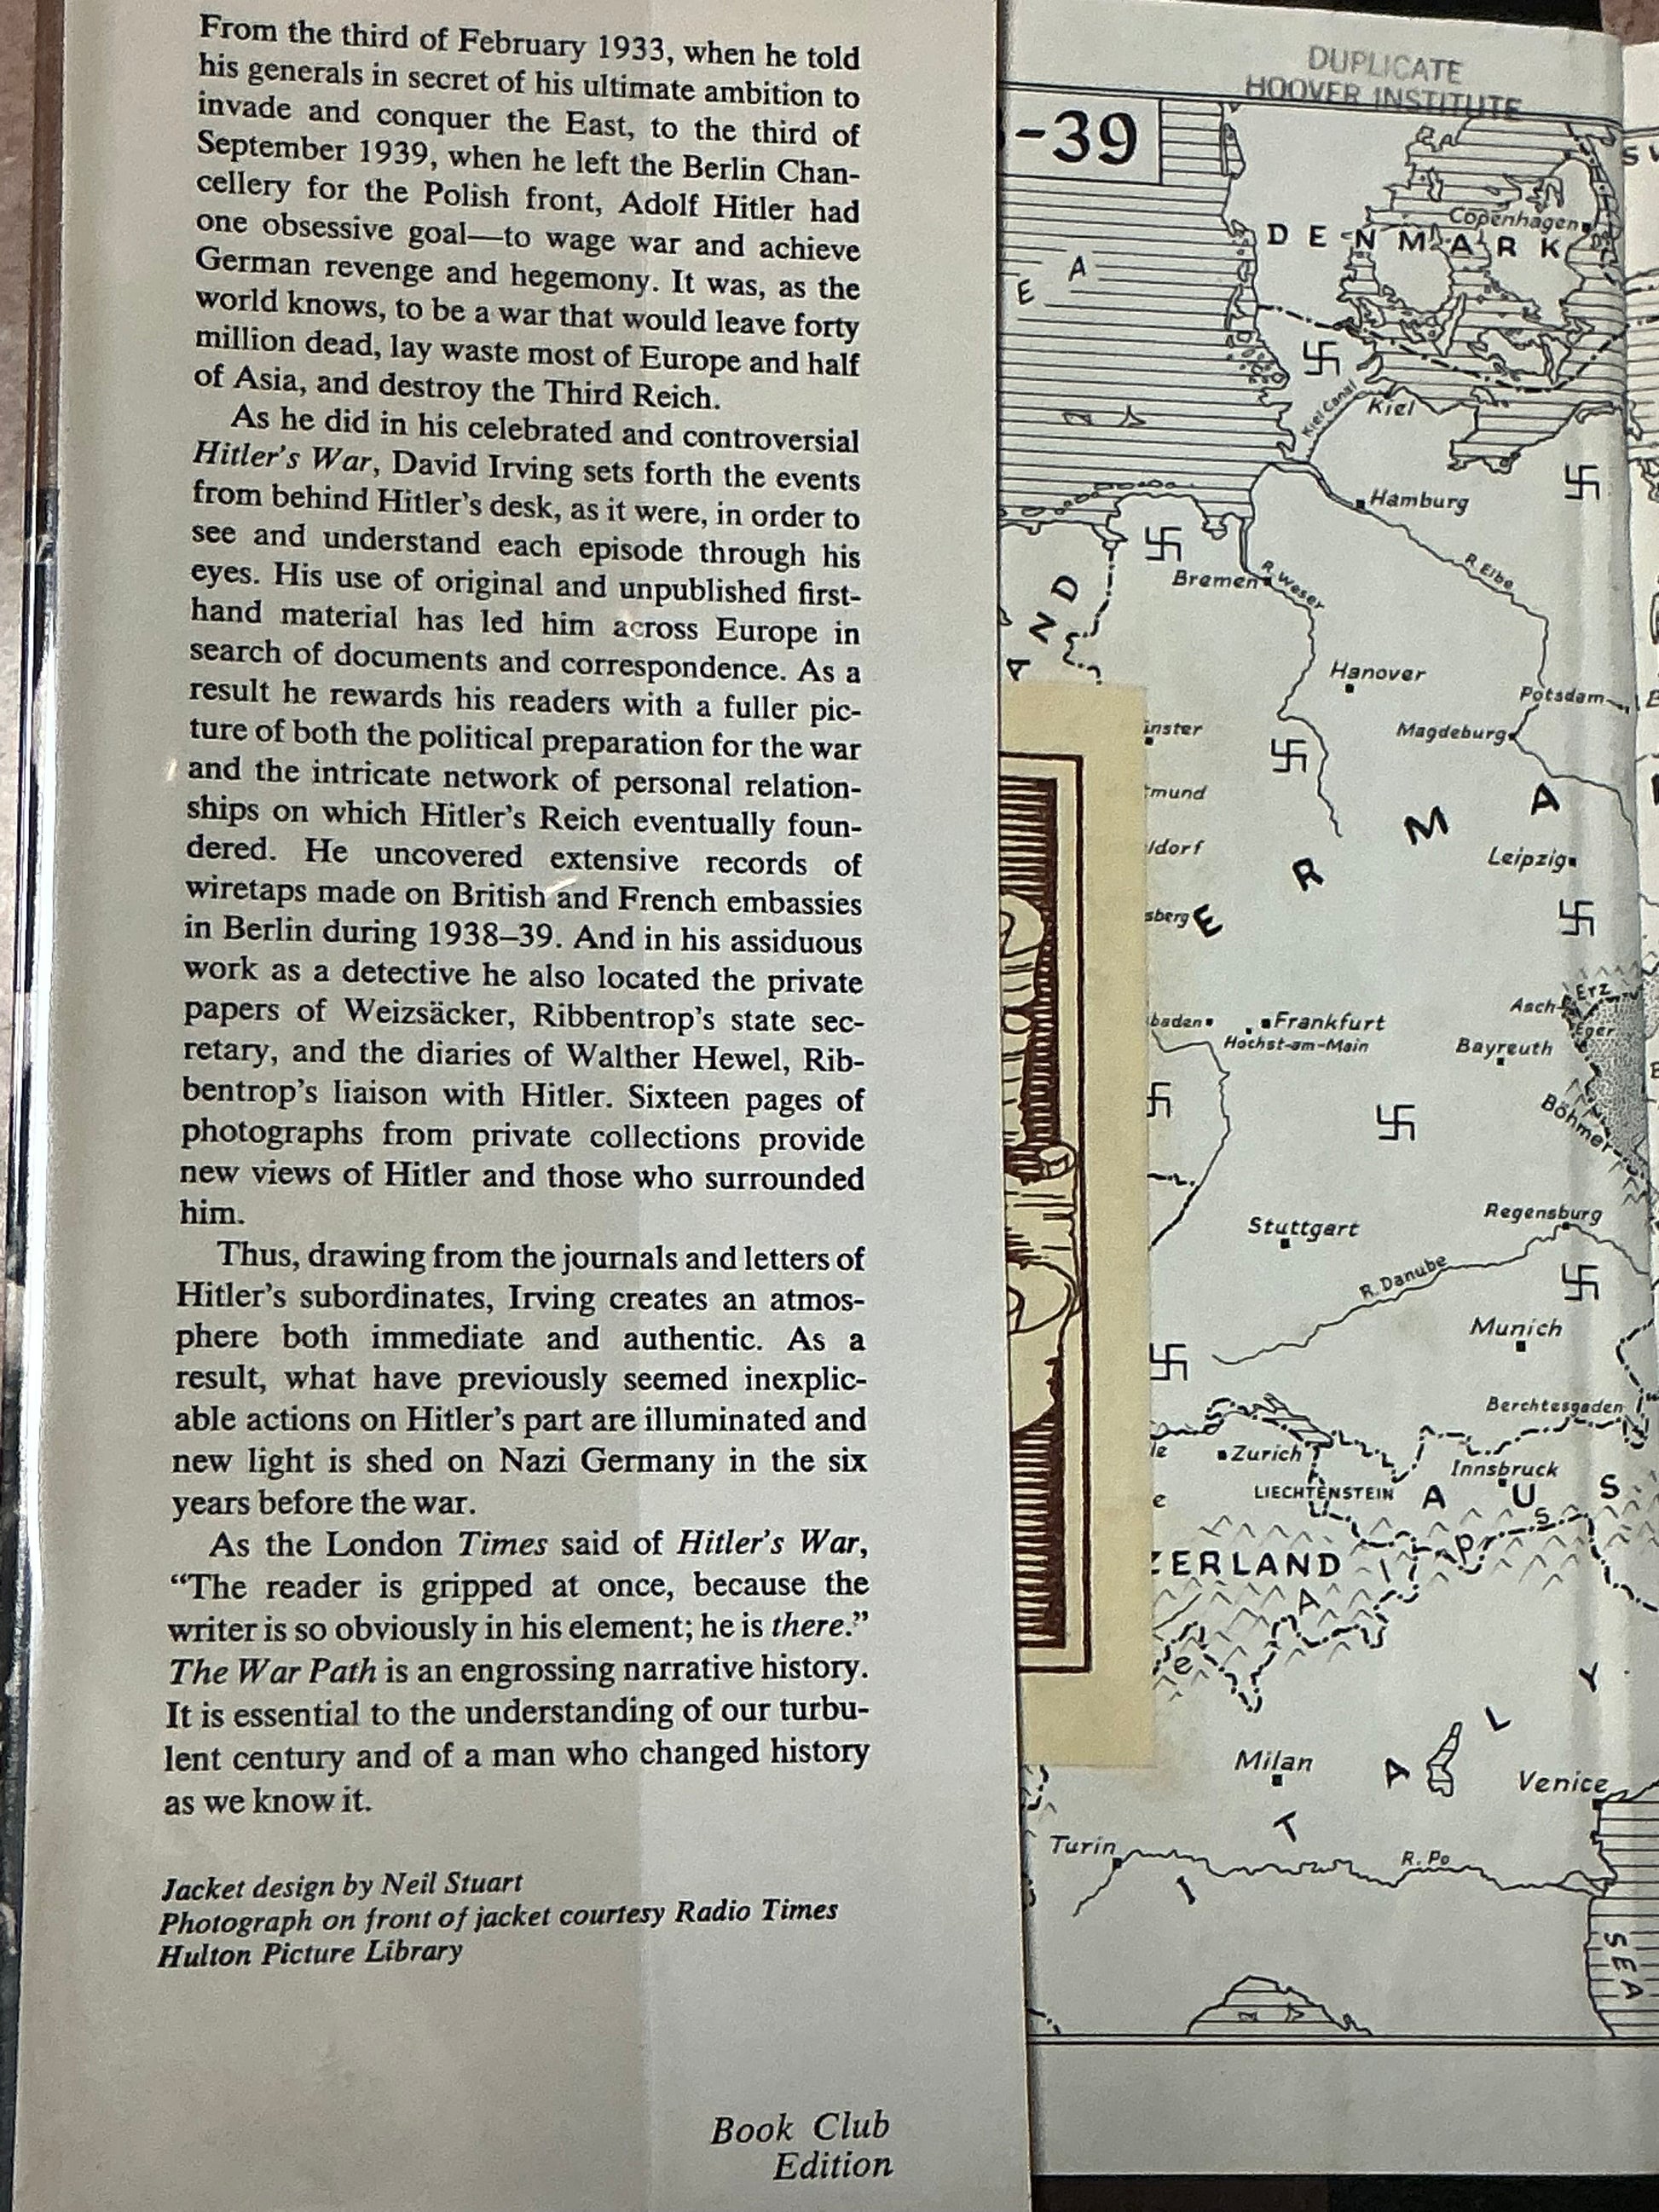 From the third of February 1933, when he told
his generals in secret of his ultimate ambition to
invade and conquer the East, to the third of
September 1939, when he left the Berlin Chan-
cellery for the Polish front, Adolf Hitler had
one obsessive goal—to wage war and achieve
German revenge and hegemony. It was, as the
world knows, to be a war that would leave forty
million dead, lay waste most of Europe and half
of Asia, and destroy the Third Reich.
As he did in his celebrated and controversial
Hitler's War, David Irving sets forth the events
from behind Hitler's desk, as it were, in order to
see and understand each episode through his
eyes. His use of original and unpublished first-
hand material has led him across Europe in
search of documents and correspondence. As a
result he rewards his readers with a fuller pic-
ture of both the political preparation for the war
and the intricate network of personal relation-
ships on which Hitler's Reich eventually foun-
dered. He uncovered extensive records of
wiretaps made on British and French embassies
in Berlin during 1938–39. And in his assiduous
work as a detective he also located the private
papers of Weizsäcker, Ribbentrop's state sec-
retary, and the diaries of Walther Hewel, Rib-
bentrop's liaison with Hitler. Sixteen pages of
photographs from private collections provide
new views of Hitler and those who surrounded
him.
Thus, drawing from the journals and letters of
Hitler's subordinates, Irving creates an atmos-
phere both immediate and authentic. As a
result, what have previously seemed inexplic-
able actions on Hitler's part are illuminated and
new light is shed on Nazi Germany in the six
years before the war.
As the London Times said of Hitler's War,
“The reader is gripped at once, because the
writer is so obviously in his element; he is there.”
The War Path is an engrossing narrative history.
It is essential to the understanding of our turbu-
lent century and of a man who changed history
as we know it.
Jacket design by Neil Stuart
Photograph on front of jacket courtesy Radio Times
Hulton Picture Library
Book Club
Edition
DUPLICATE
HOOVER INSTITUTE
-39
Copenhagen
DENMARK
EA
Kiel Canal
Kiel
Hamburg
Bremen
R. Weser
R. Elbe
AND
Hanover
Potsdam
Magdeburg
ünster
tmund
ldorf
sberg
ERMA
Leipzig
Erz
Asch
Eger
baden
Frankfurt
Hochst-am-Main
Bayreuth
Böhmer
Regensburg
Stuttgart
R. Danube
Munich
Berchtesgaden
le
Zurich
Innsbruck
LIECHTENSTEIN
AUS
e
ZERLAND
Alps
Milan
Venice
ITALY
Turin
R. Po
SEA